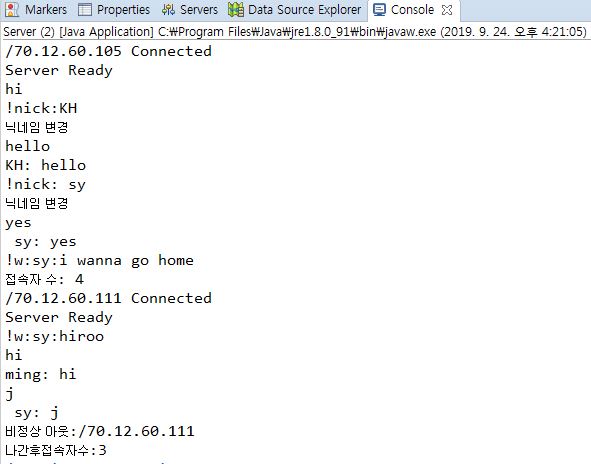 Markers Properties Servers Data Source Explorer Console
Server (2) [Java Application] C:₩Program Files₩Java₩jre1.8.0_91₩bin₩javaw.exe (2019. 9. 24. 오후 4:21:05)
/70.12.60.105 Connected
Server Ready
hi
!nick:KH
닉네임 변경
hello
KH: hello
!nick: sy
닉네임 변경
yes
 sy: yes
!w:sy:i wanna go home
접속자 수: 4
/70.12.60.111 Connected
Server Ready
!w:sy:hiroo
hi
ming: hi
j
 sy: j
비정상 아웃:/70.12.60.111
나간후접속자수:3